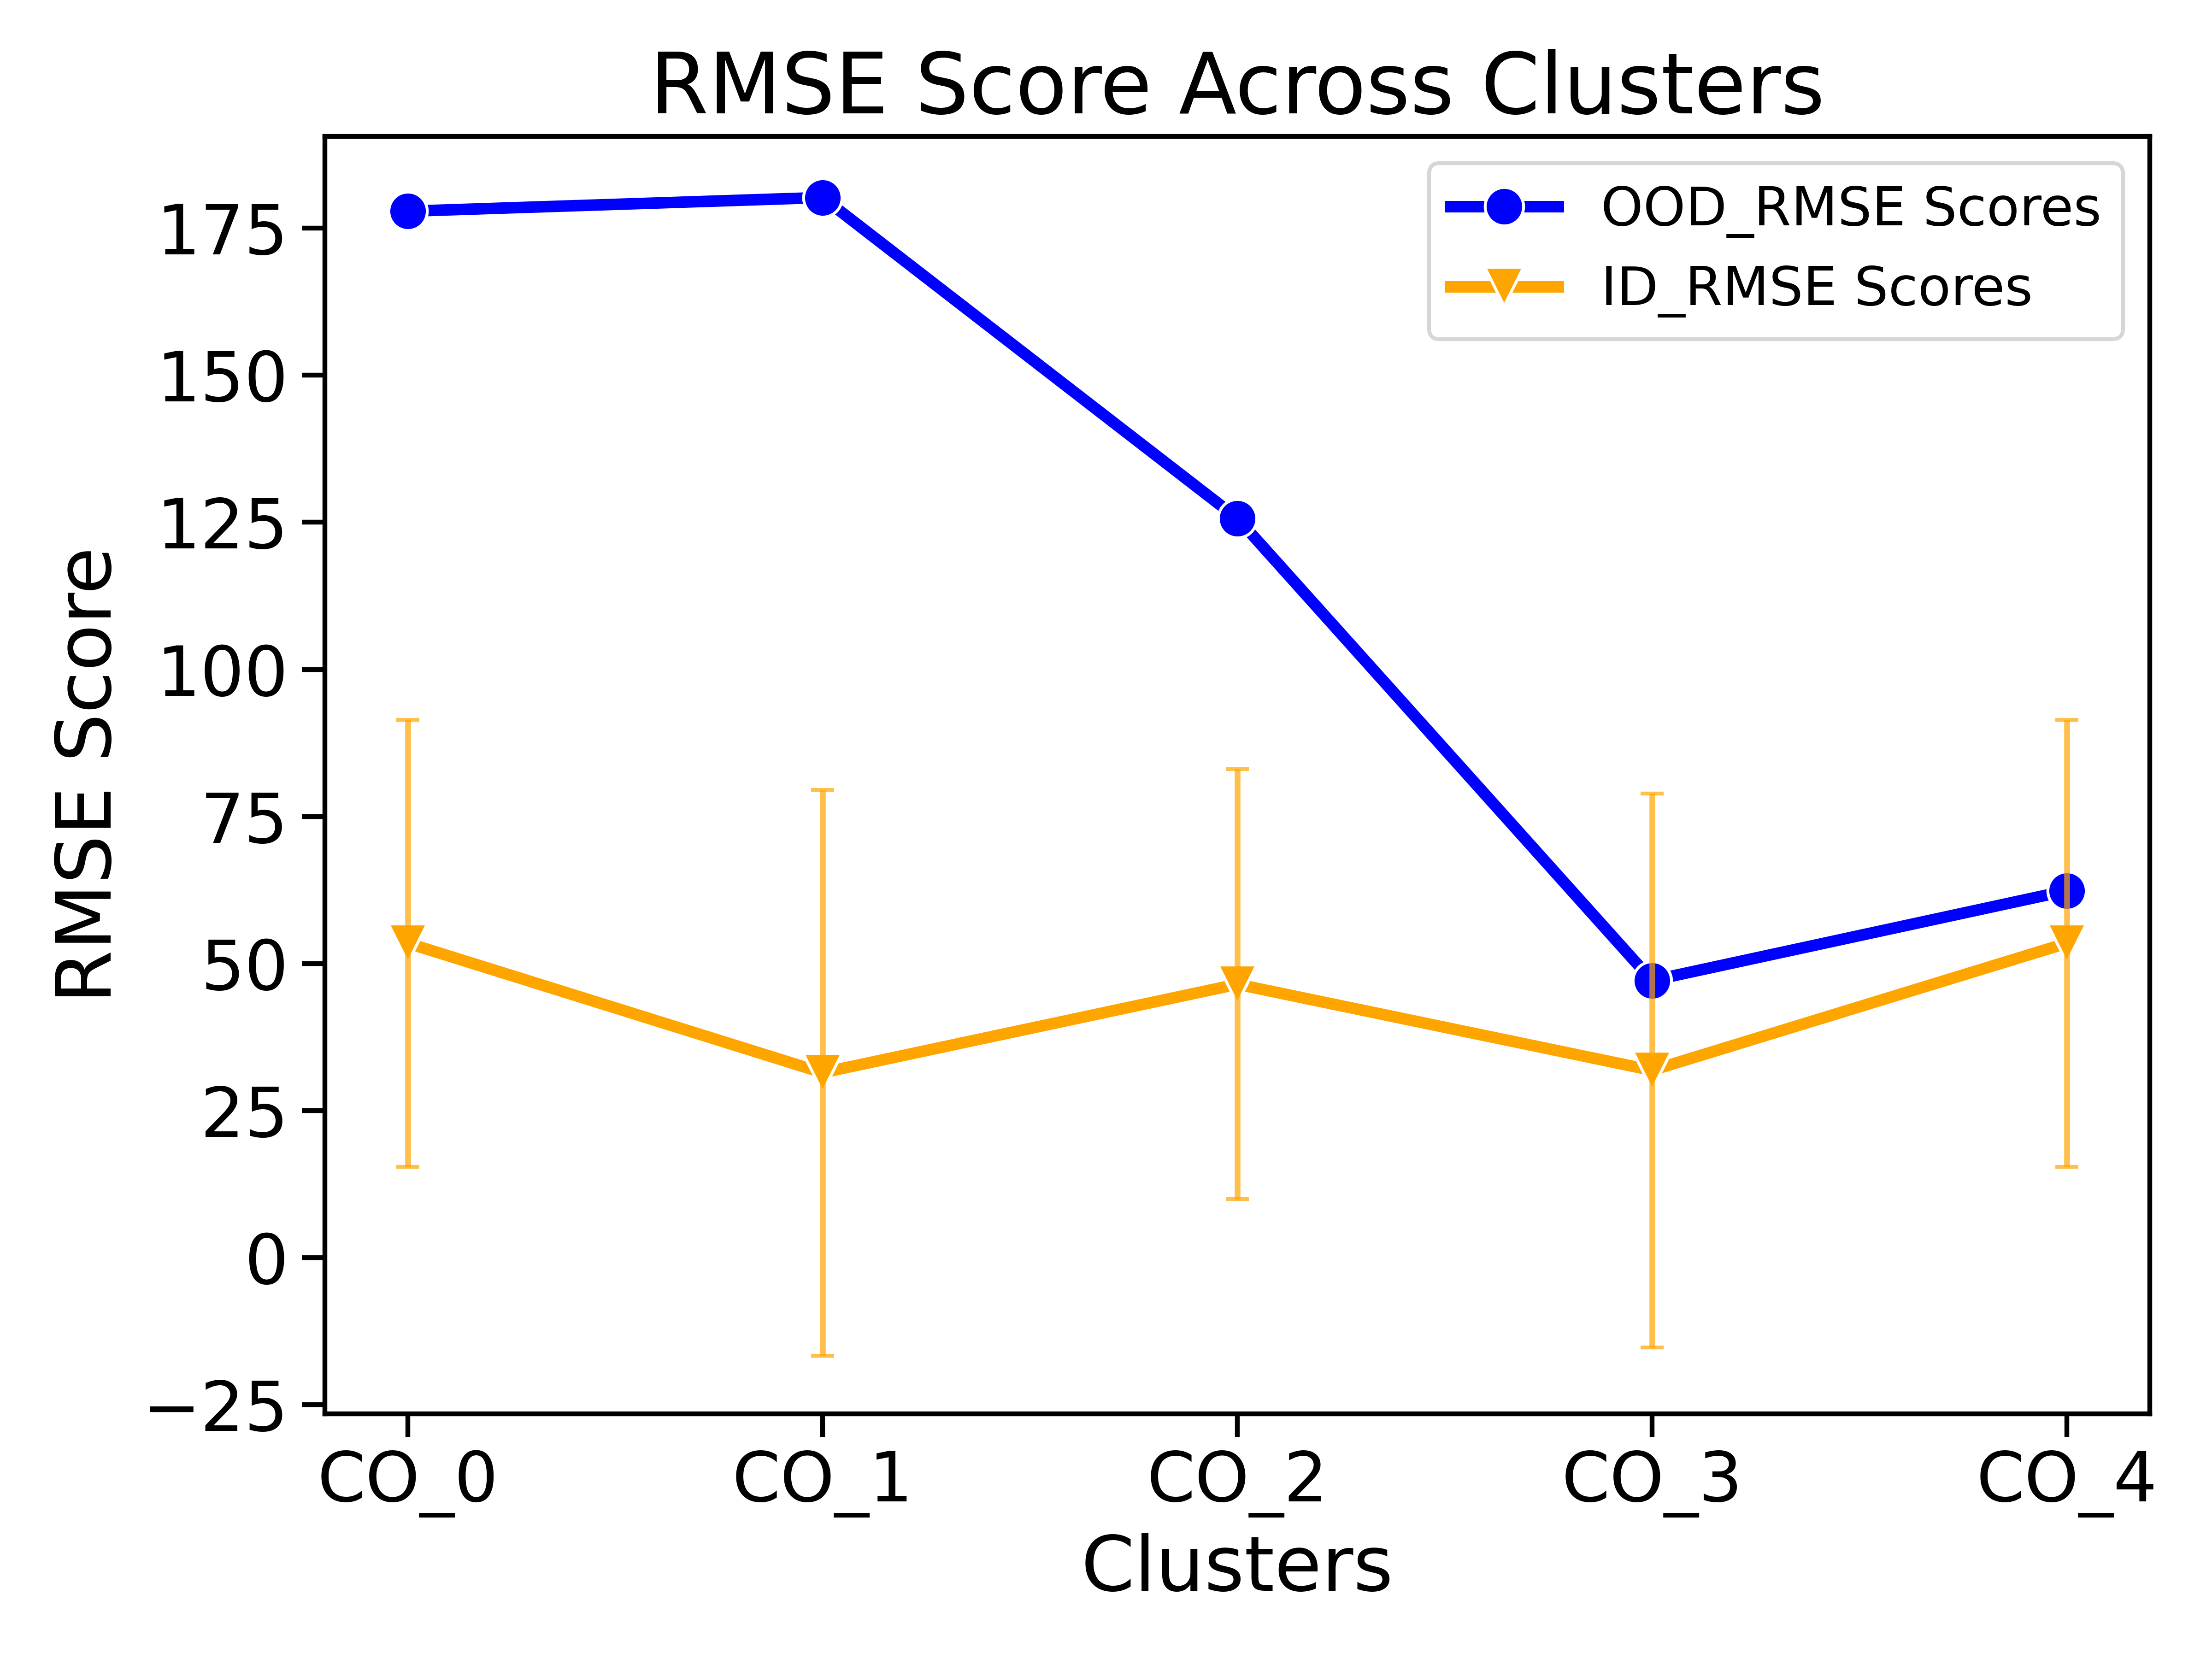 RMSE Score Across Clusters
OOD_RMSE Scores
ID_RMSE Scores
RMSE Score
175
150
125
100
75
50
25
0
−25
CO_0 CO_1 CO_2 CO_3 CO_4
Clusters